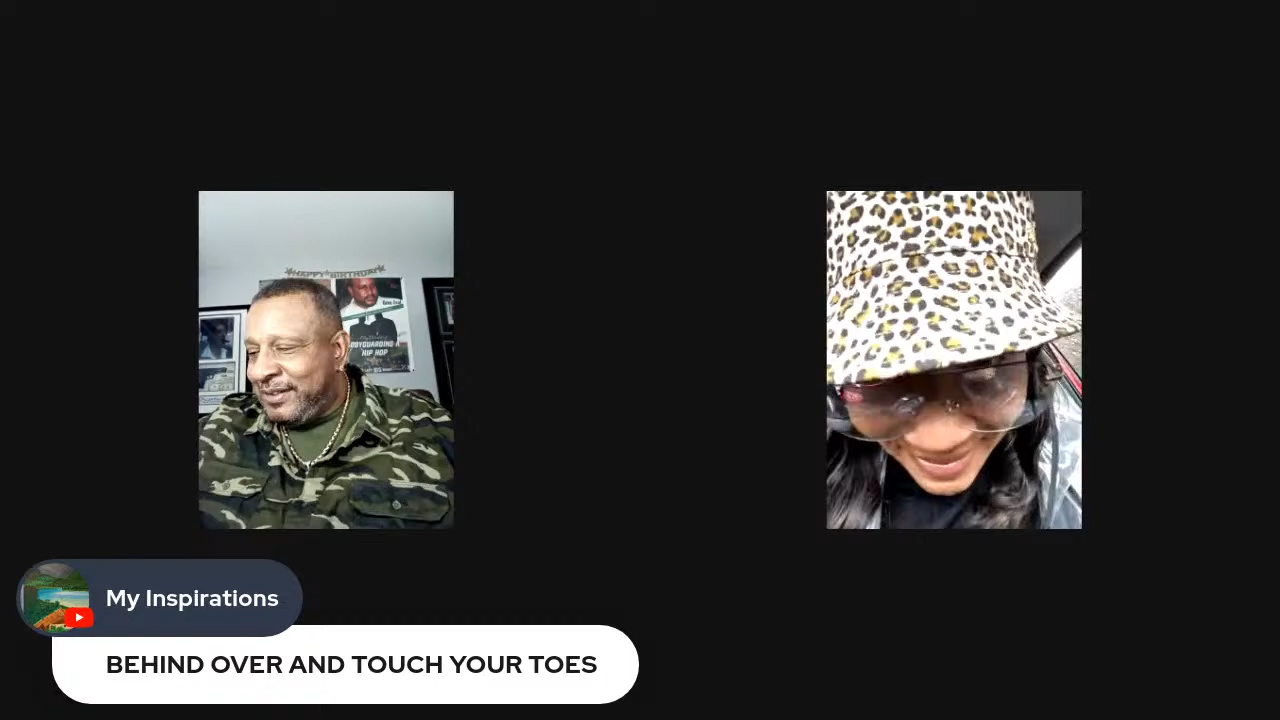 HAPPY BIRTHDAY
BODYGUARDING
HIP HOP
My Inspirations
BEHIND OVER AND TOUCH YOUR TOES